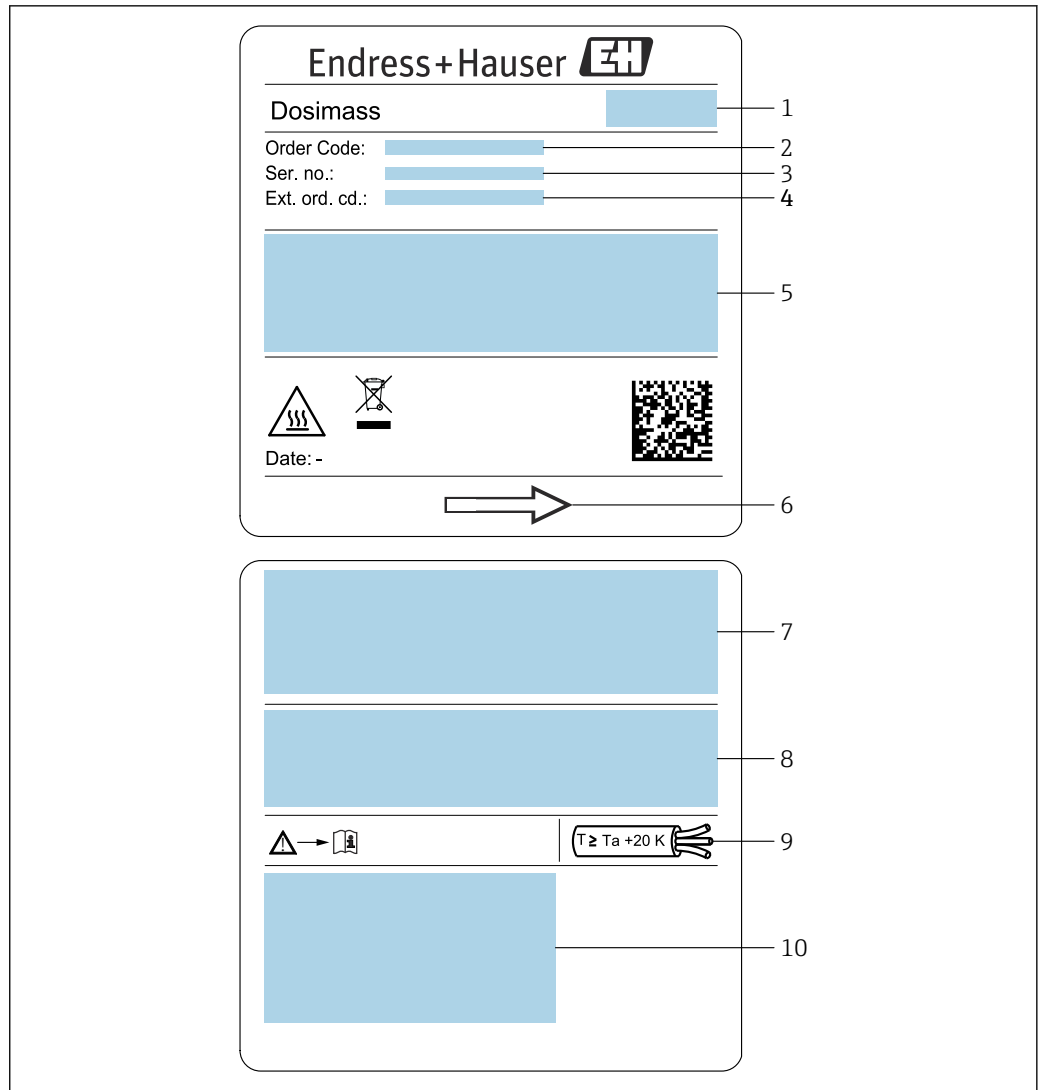 Endress+Hauser EH
Dosimass
1
Order Code:
2
Ser. no.:
3
Ext. ord. cd.:
4
5
Date: -
6
7
8
i
T ≥ Ta +20 K
9
10